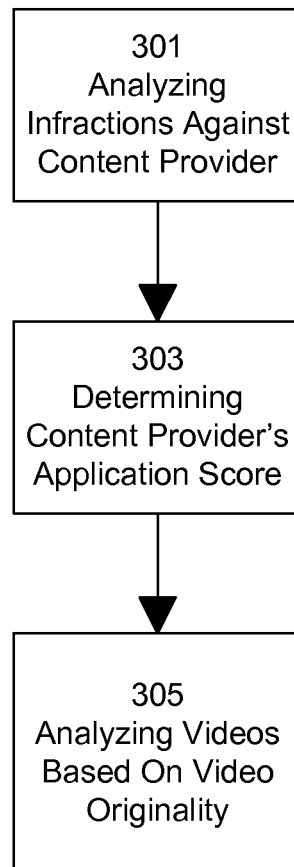 301
Analyzing
Infractions Against
Content Provider
303
Determining
Content Provider's
Application Score
305
Analyzing Videos
Based On Video
Originality